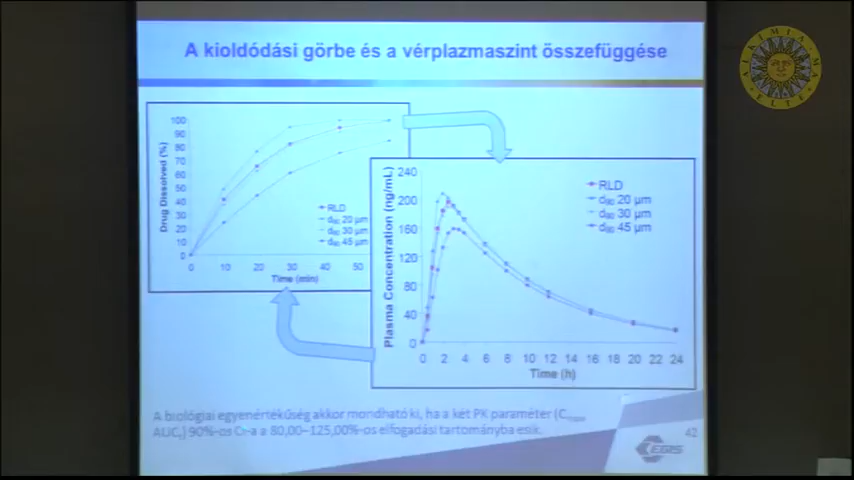 A kioldódási görbe és a vérplazmaszint összefüggése
Drug Dissolved (%)
100
90
80
70
60
50
40
30
20
10
0
0 10 20 30 40 50
Time (min)
RLD
d₉₀ 20 µm
d₉₀ 30 µm
d₉₀ 45 µm
Plasma Concentration (ng/mL)
240
200
160
120
80
40
0
0 2 4 6 8 10 12 14 16 18 20 22 24
Time (h)
RLD
d₉₀ 20 µm
d₉₀ 30 µm
d₉₀ 45 µm
A biológiai egyenértékűség akkor mondható ki, ha a két PK paraméter (Cmax,
AUCt) 90%-os CI-a a 80,00–125,00%-os elfogadási tartományba esik.
42
EGIS
ALKÍMIA MA
ELTE